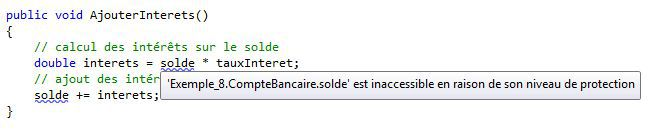 public void AjouterInterets()
{
// calcul des intérêts sur le solde
double interets = solde * tauxInteret;
// ajout des intér
'Exemple_8.CompteBancaire.solde' est inaccessible en raison de son niveau de protection
solde += interets;
}